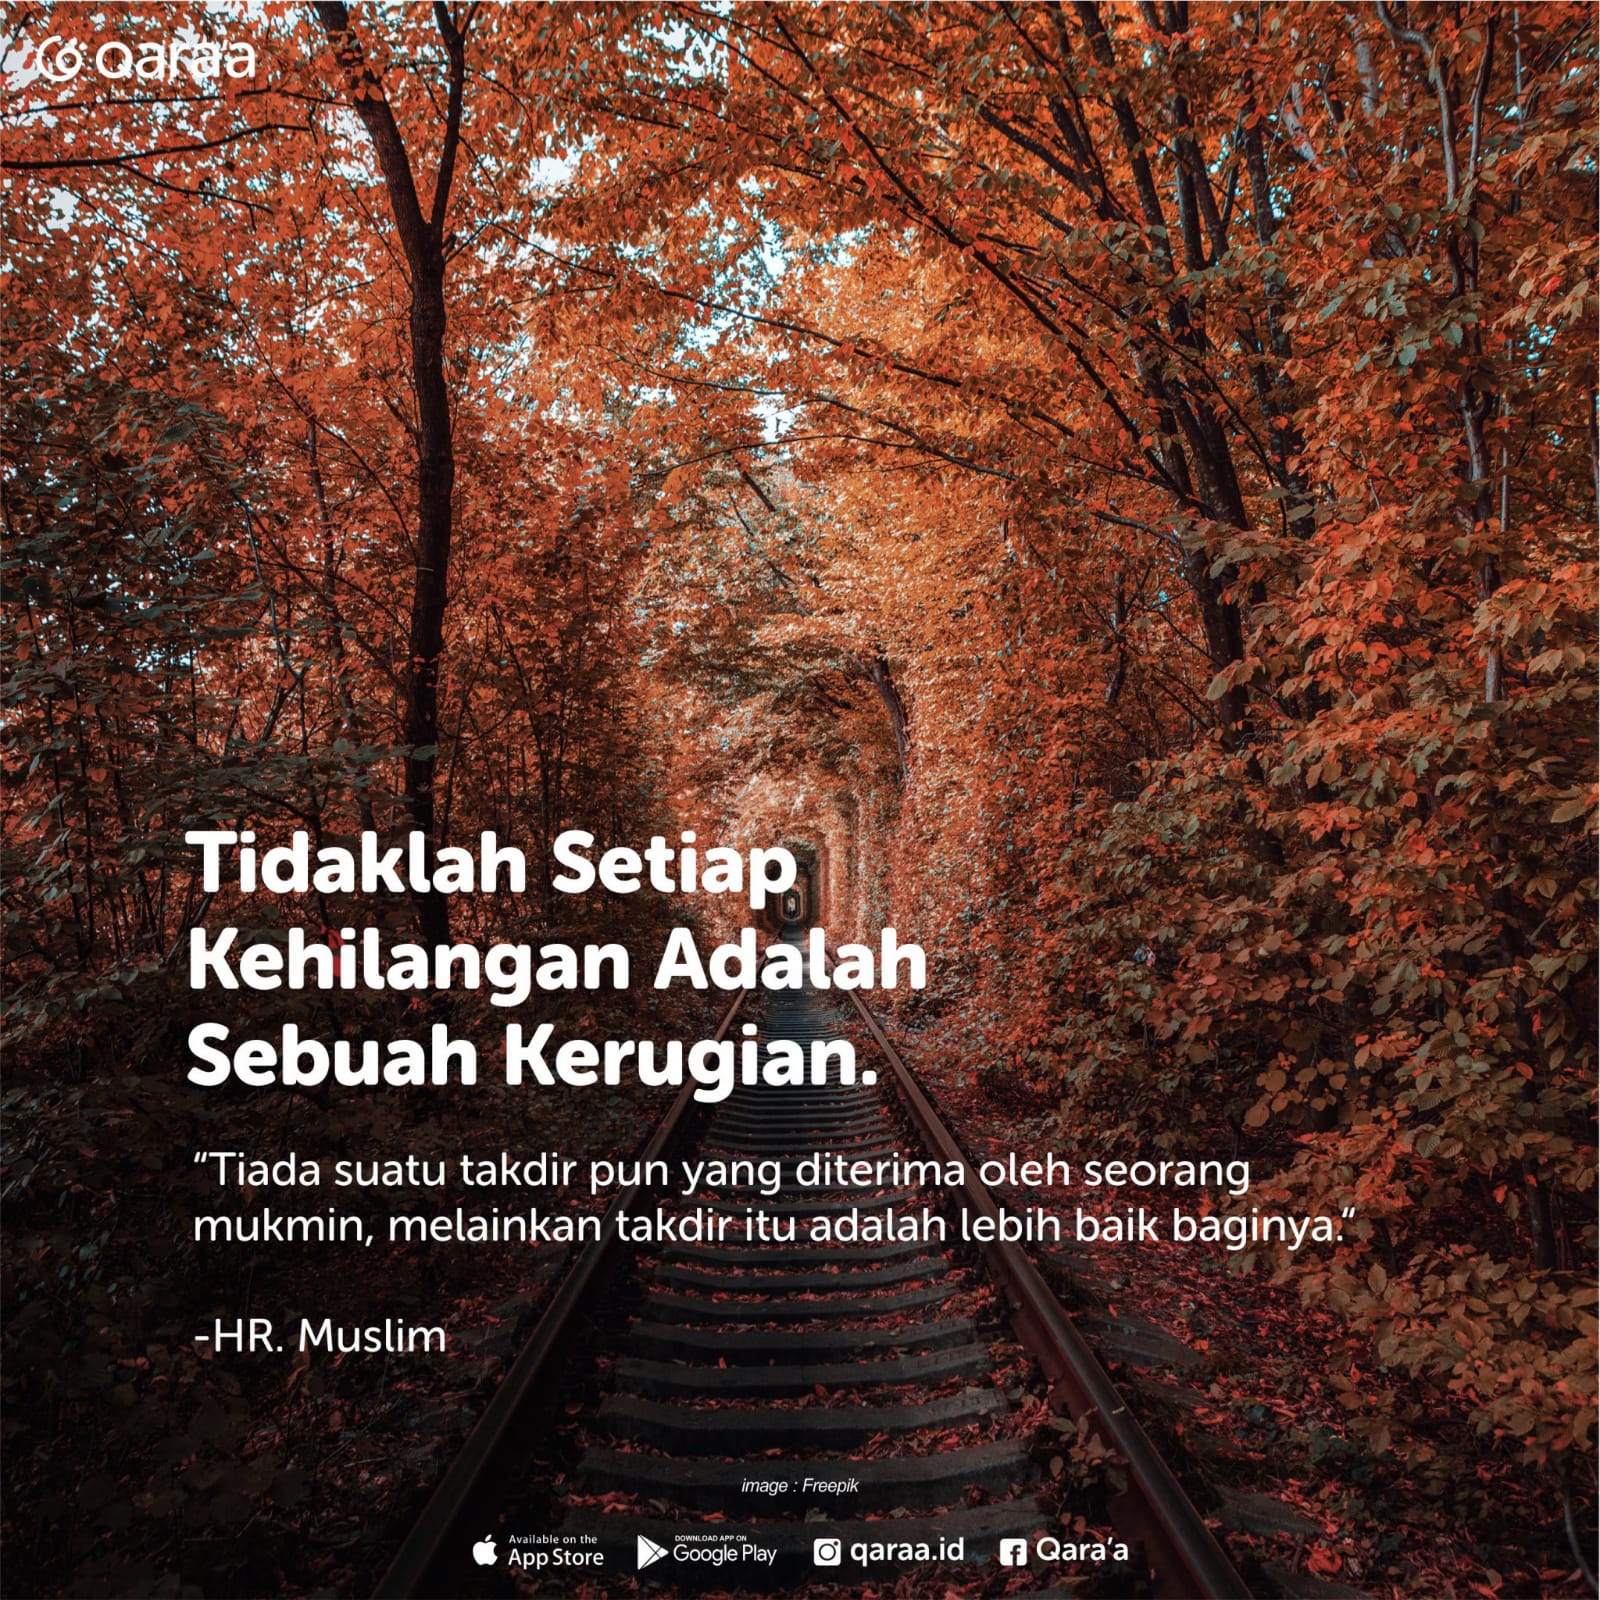 Qara'a
Tidaklah Setiap
Kehilangan Adalah
Sebuah Kerugian.
“Tiada suatu takdir pun yang diterima oleh seorang
mukmin, melainkan takdir itu adalah lebih baik baginya.“
-HR. Muslim
image : Freepik
Available on the
App Store
DOWNLOAD APP ON
Google Play
qaraa.id
Qara’a